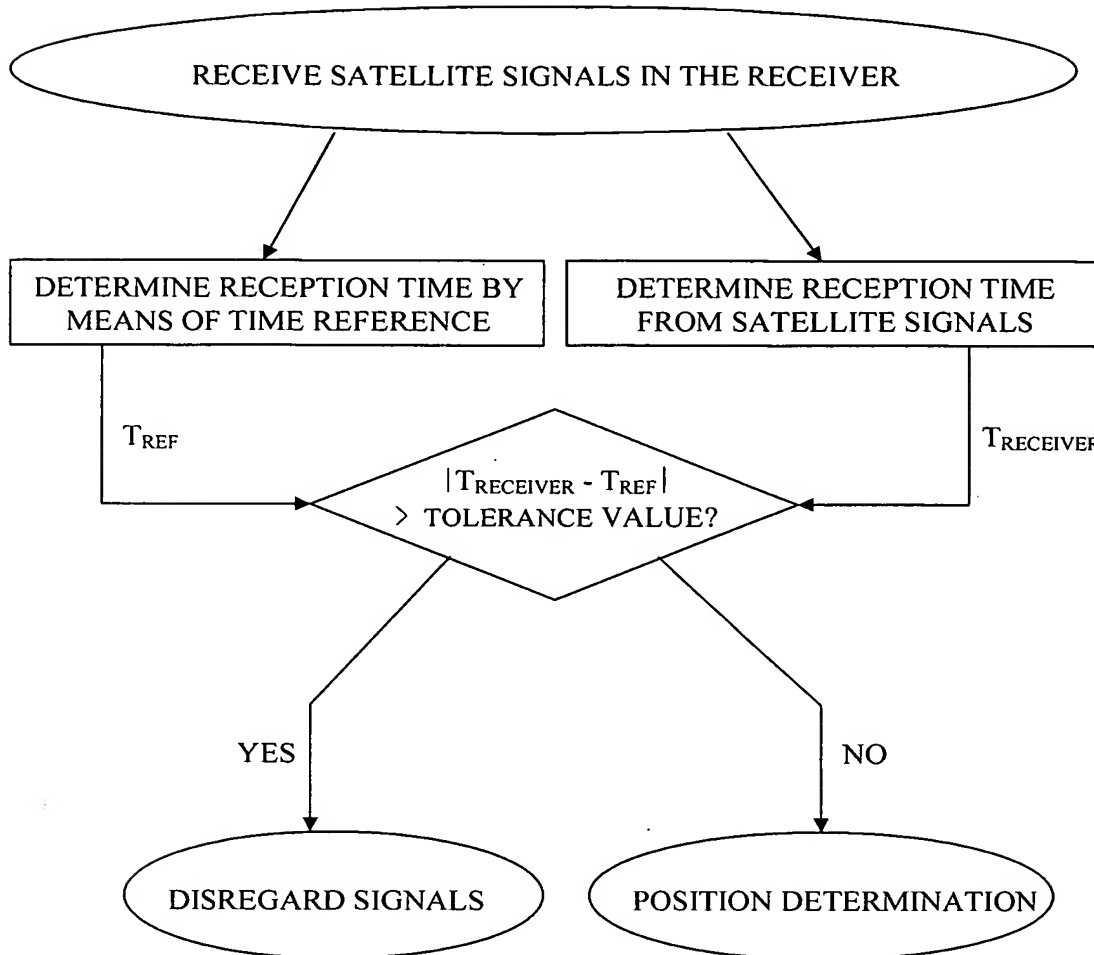 RECEIVE SATELLITE SIGNALS IN THE RECEIVER
DETERMINE RECEPTION TIME BY
MEANS OF TIME REFERENCE
DETERMINE RECEPTION TIME
FROM SATELLITE SIGNALS
TREF
TRECEIVER
|TRECEIVER - TREF|
> TOLERANCE VALUE?
YES
NO
DISREGARD SIGNALS
POSITION DETERMINATION